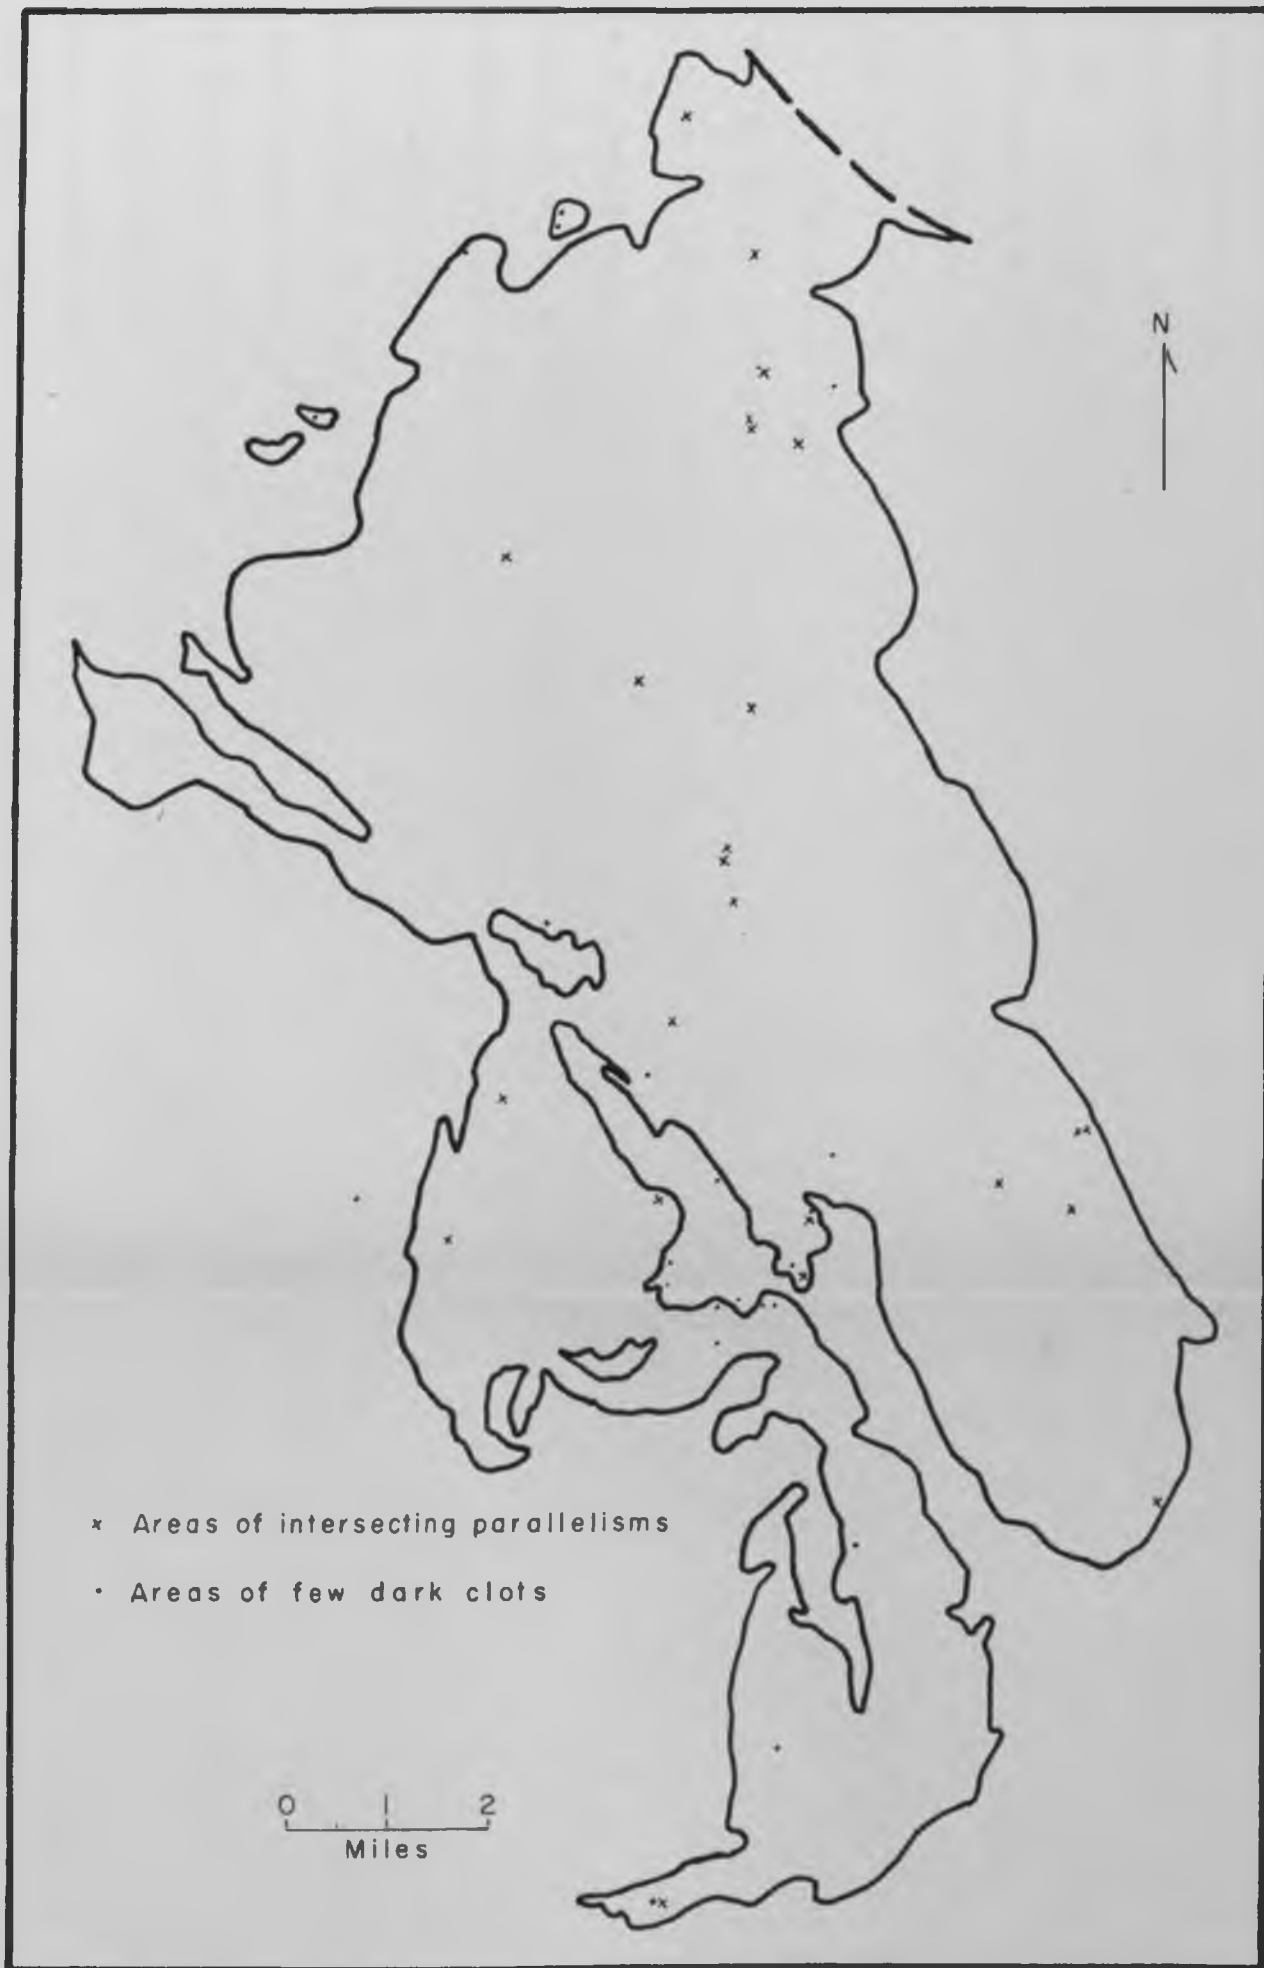 N
x Areas of intersecting parallelisms
· Areas of few dark clots
0 1 2
Miles